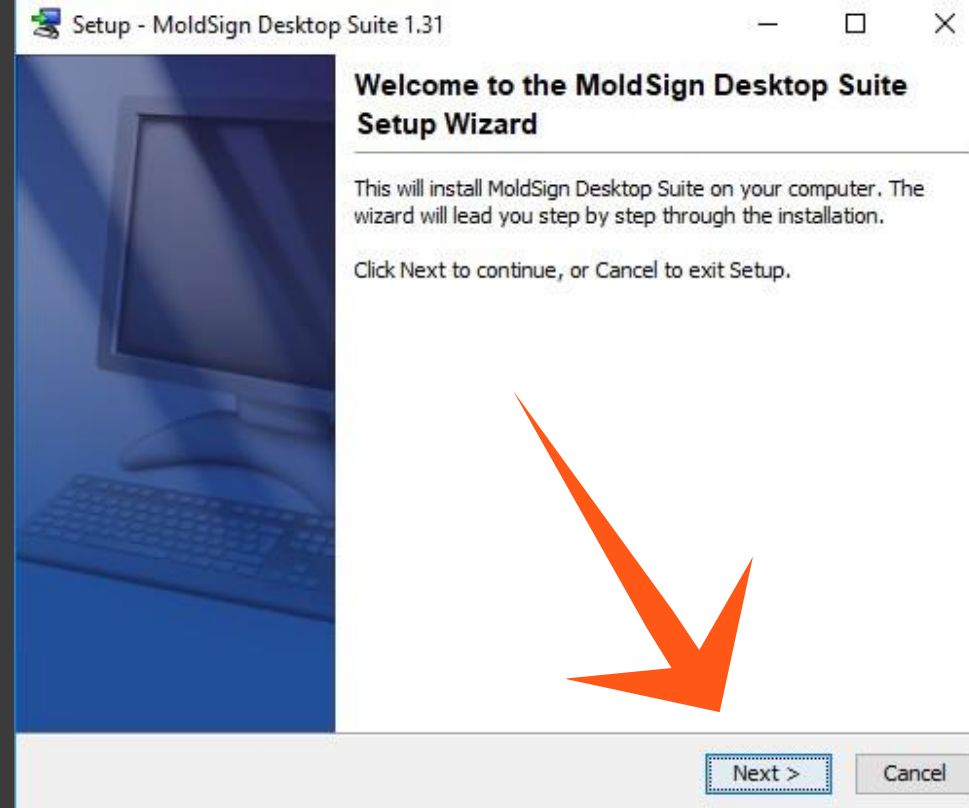 Setup - MoldSign Desktop Suite 1.31
Welcome to the MoldSign Desktop Suite
Setup Wizard
This will install MoldSign Desktop Suite on your computer. The
wizard will lead you step by step through the installation.
Click Next to continue, or Cancel to exit Setup.
Next >
Cancel